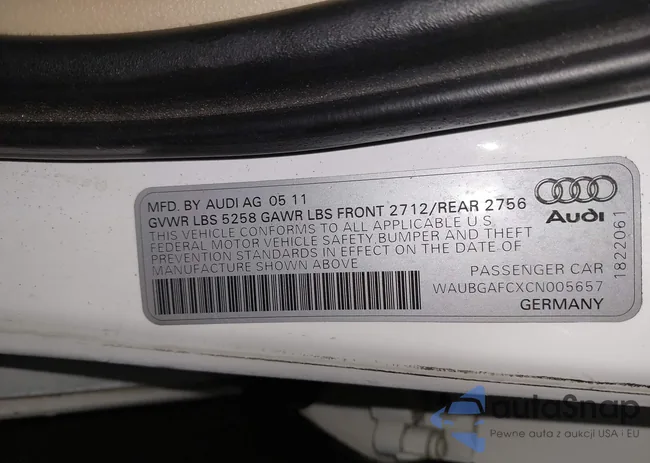 MFD. BY AUDI AG 05 11
GVWR LBS 5258 GAWR LBS FRONT 2712/REAR 2756
THIS VEHICLE CONFORMS TO ALL APPLICABLE U.S.
FEDERAL MOTOR VEHICLE SAFETY,BUMPER AND THEFT
PREVENTION STANDARDS IN EFFECT ON THE DATE OF
MANUFACTURE SHOWN ABOVE
Audi
1822061
PASSENGER CAR
WAUBGAFCXCN005657
GERMANY
autaSnap
Pewne auta z aukcji USA i EU